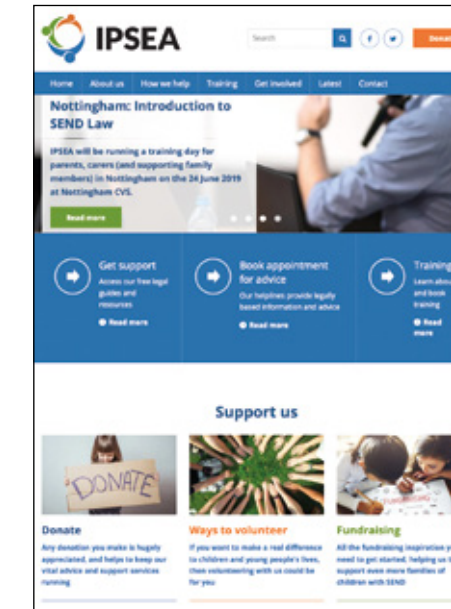 IPSEA
Search
Donat
Home About us How we help Training Get involved Latest Contact
Nottingham: Introduction to
SEND Law
IPSEA will be running a training day for
parents, carers (and supporting family
members) in Nottingham on the 24 June 2019
at Nottingham CVS.
Read more
Get support
Access our free legal
guides and
resources
Read more
Book appointment
for advice
Our helplines provide legally
based information and advice
Read more
Training
Learn abou
and book
training
Read
more
Support us
DONATE
FUNDRAISING
Donate
Any donation you make is hugely
appreciated, and helps to keep our
vital advice and support services
running
Ways to volunteer
If you want to make a real difference
to children and young people's lives,
then volunteering with us could be
for you
Fundraising
All the fundraising inspiration y
need to get started, helping us
support even more families of
children with SEND